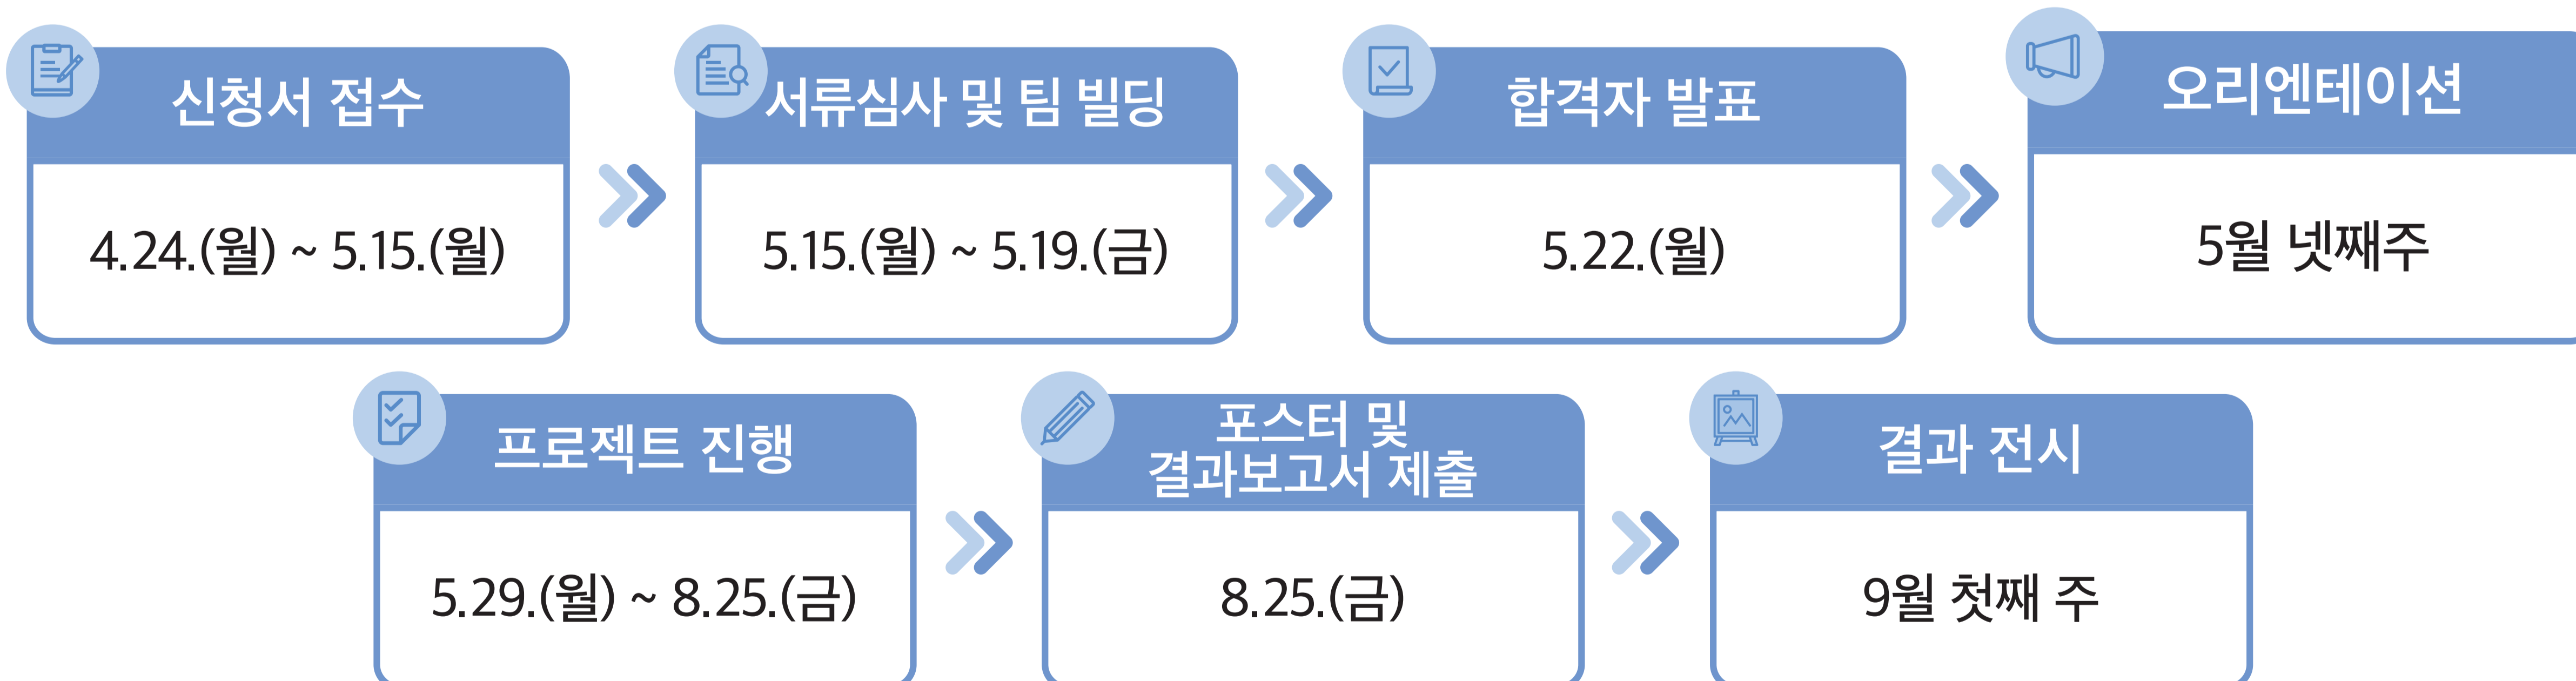 신청서 접수
4.24.(월) ~ 5.15.(월)
서류심사 및 팀 빌딩
5.15.(월) ~ 5.19.(금)
합격자 발표
5.22.(월)
오리엔테이션
5월 넷째주
프로젝트 진행
5.29.(월) ~ 8.25.(금)
포스터 및
결과보고서 제출
8.25.(금)
결과 전시
9월 첫째 주